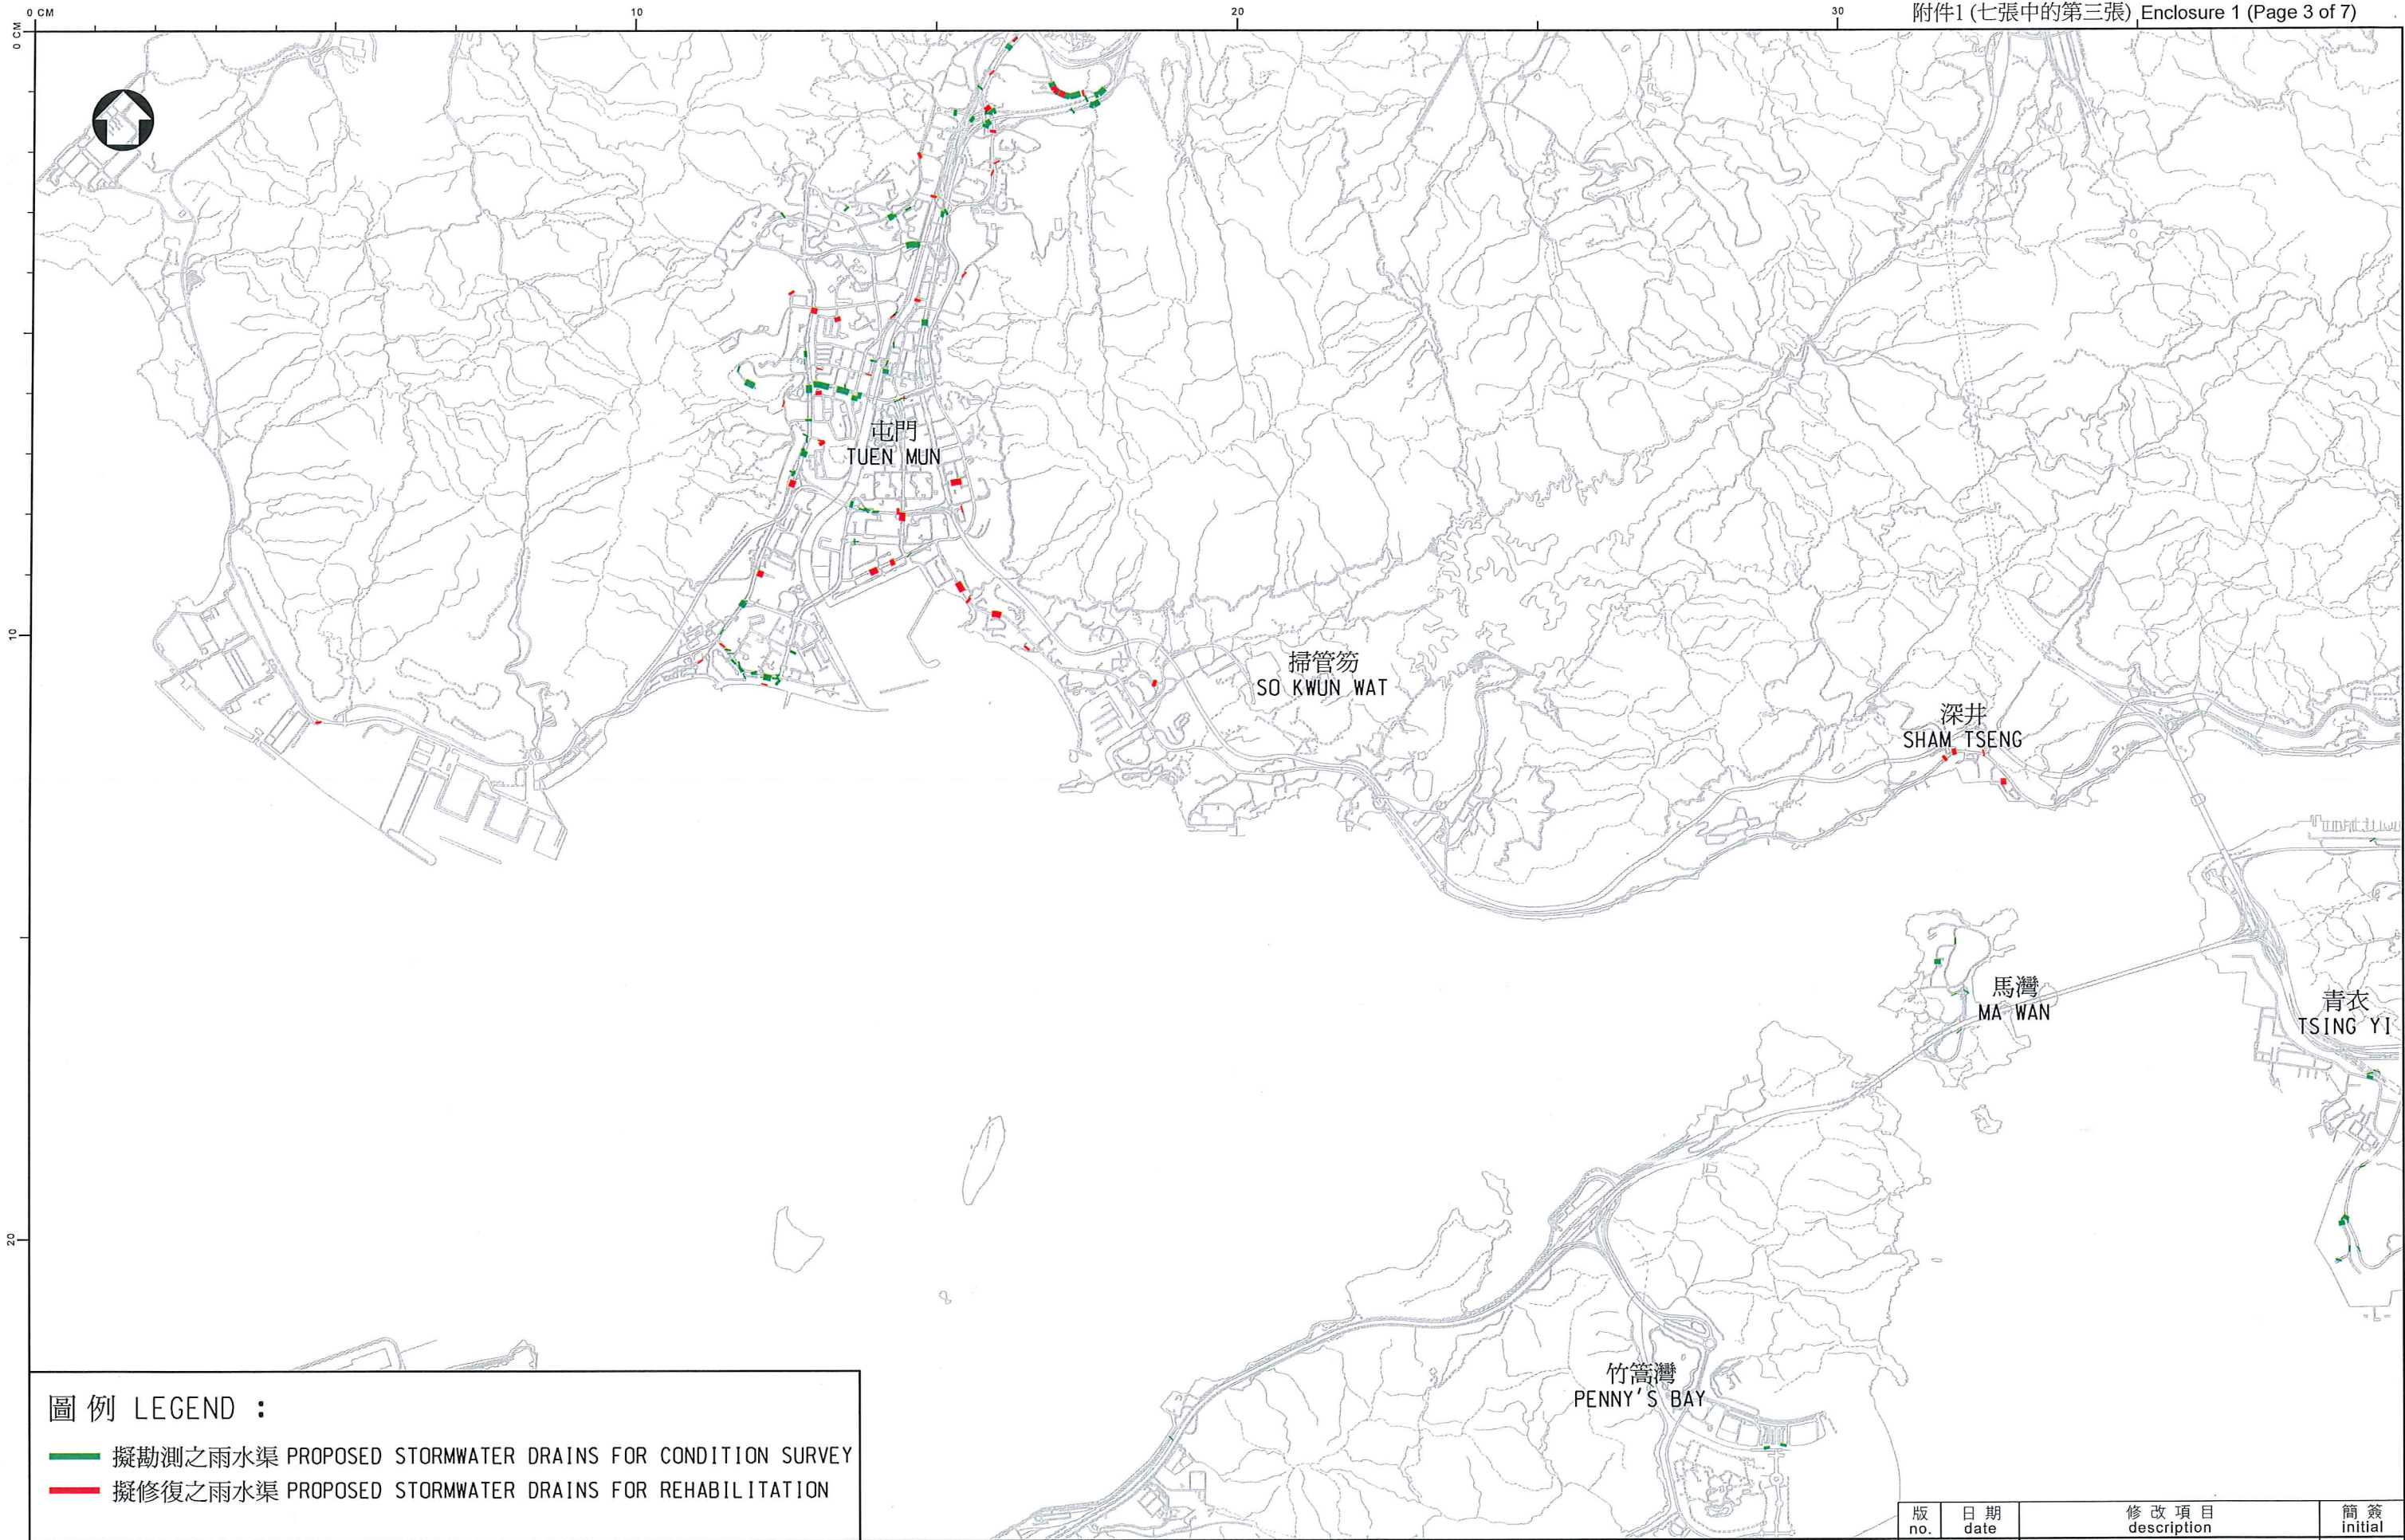 0 CM
10
20
30
附件1 (七張中的第三張) Enclosure 1 (Page 3 of 7)
0 CM
屯門
TUEN MUN
10
掃管笏
SO KWUN WAT
深井
SHAM TSENG
馬灣
MA WAN
青衣
TSING YI
20
竹篙灣
PENNY'S BAY
圖例 LEGEND :
擬勘測之雨水渠 PROPOSED STORMWATER DRAINS FOR CONDITION SURVEY
擬修復之雨水渠 PROPOSED STORMWATER DRAINS FOR REHABILITATION
版 日期 修改項目 簡簽
no. date description initial